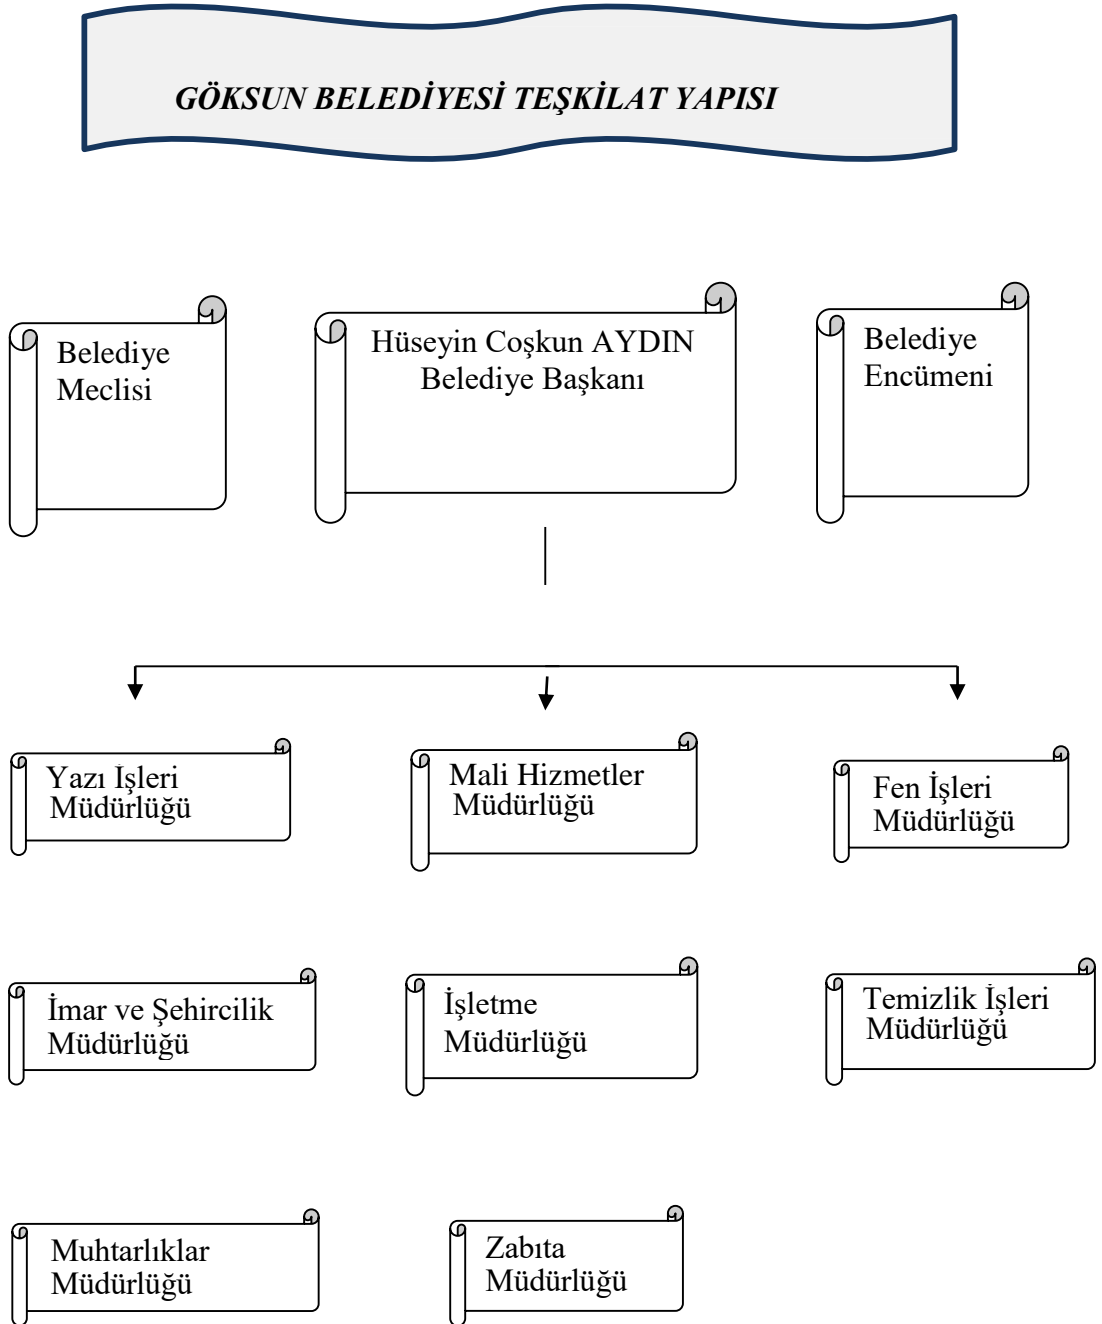 GÖKSUN BELEDİYESİ TEŞKİLAT YAPISI
Belediye
Meclisi
Hüseyin Coşkun AYDIN
Belediye Başkanı
Belediye
Encümeni
Yazı İşleri
Müdürlüğü
Mali Hizmetler
Müdürlüğü
Fen İşleri
Müdürlüğü
İmar ve Şehircilik
Müdürlüğü
İşletme
Müdürlüğü
Temizlik İşleri
Müdürlüğü
Muhtarlıklar
Müdürlüğü
Zabıta
Müdürlüğü